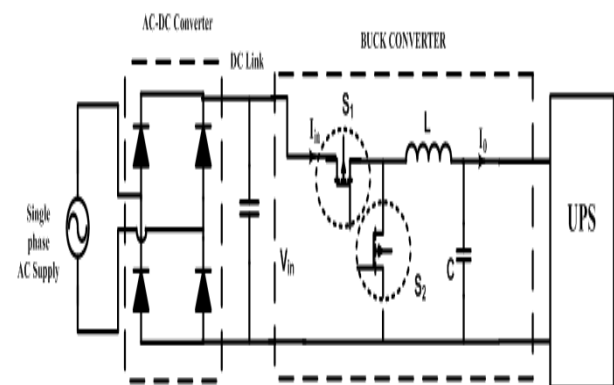 AC-DC Converter
DC Link
BUCK CONVERTER
Single
phase
AC Supply
Vin
Iin
S1
L
I0
S2
C
UPS